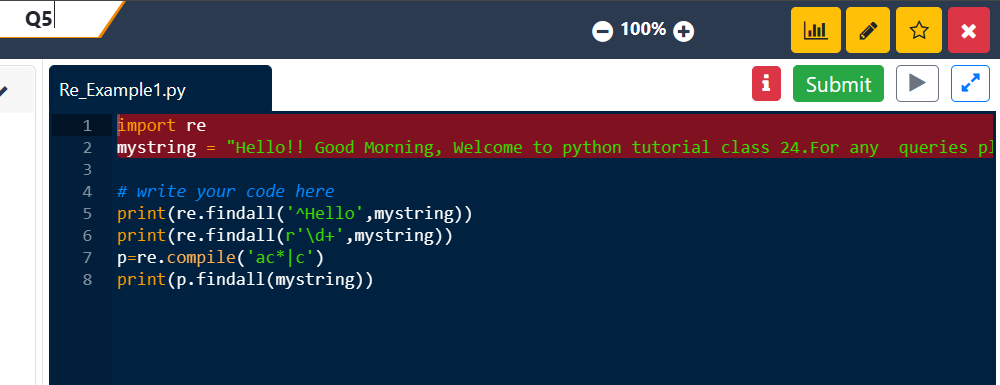 Q5
100%
Re_Example1.py
Submit
1 import re
2 mystring = "Hello!! Good Morning, Welcome to python tutorial class 24.For any  queries pl
3
4 # write your code here
5 print(re.findall('^Hello',mystring))
6 print(re.findall(r'\d+',mystring))
7 p=re.compile('ac*|c')
8 print(p.findall(mystring))